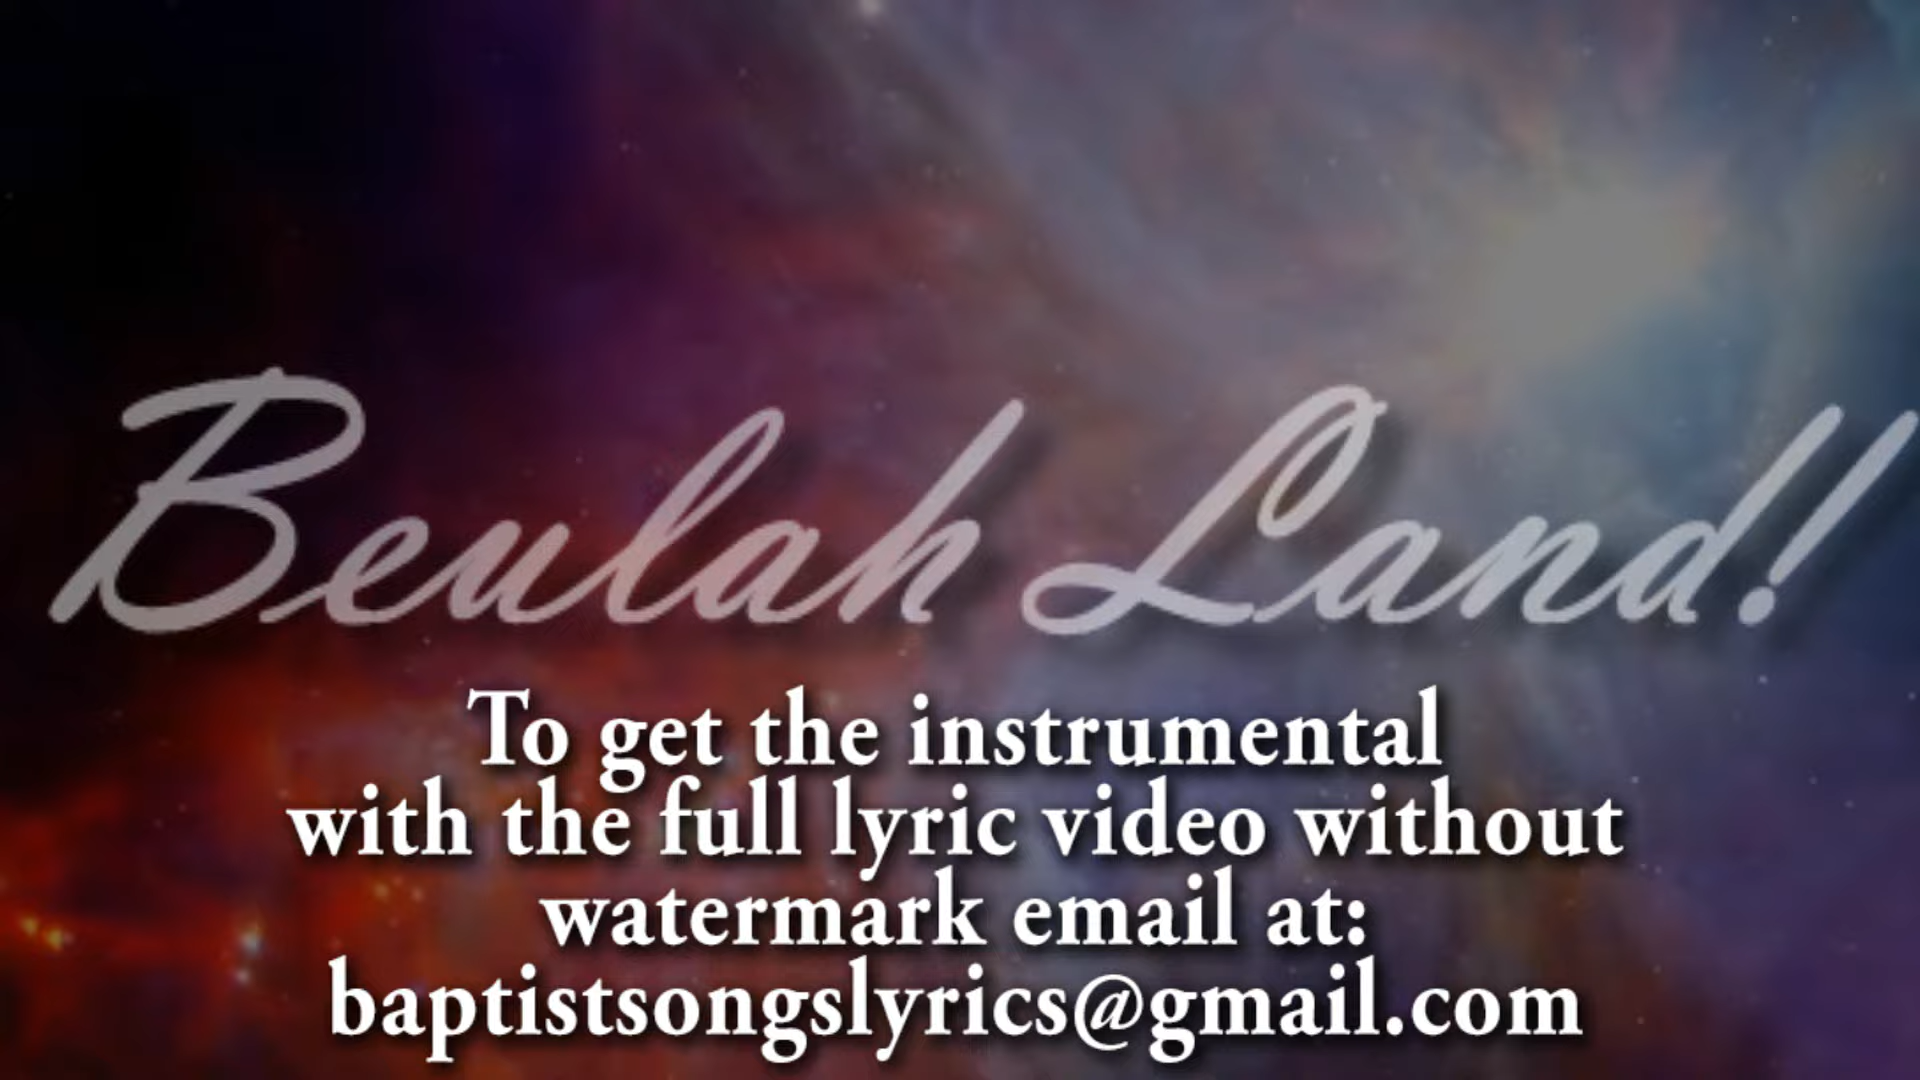 Beulah Land!
To get the instrumental
with the full lyric video without
watermark email at:
baptistsongslyrics@gmail.com